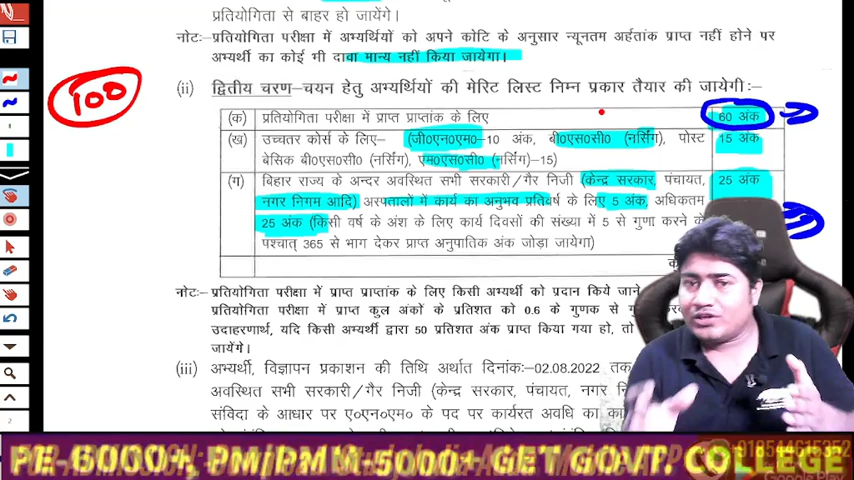 प्रतियोगिता से बाहर हो जायेंगे।
नोटः- प्रतियोगिता परीक्षा में अभ्यर्थियों को अपने कोटि के अनुसार न्यूनतम अर्हतांक प्राप्त नहीं होने पर
अभ्यर्थी का कोई भी दावा मान्य नहीं किया जायेगा।
100
(ii) द्वितीय चरण- चयन हेतु अभ्यर्थियों की मेरिट लिस्ट निम्न प्रकार तैयार की जायेगी:-
(क) प्रतियोगिता परीक्षा में प्राप्त प्राप्तांक के लिए 60 अंक
(ख) उच्चतर कोर्स के लिए- (जी०एन०एम०-10 अंक, बी०एस०सी० (नर्सिंग), पोस्ट 15 अंक
बेसिक बी०एस०सी० (नर्सिंग), एम०एस०सी० (नर्सिंग)-15)
(ग) बिहार राज्य के अन्दर अवस्थित सभी सरकारी/गैर निजी (केन्द्र सरकार, पंचायत, 25 अंक
नगर निगम आदि) अस्पतालों में कार्य का अनुभव प्रतिवर्ष के लिए 5 अंक, अधिकतम
25 अंक (किसी वर्ष के अंश के लिए कार्य दिवसों की संख्या में 5 से गुणा करने के
पश्चात् 365 से भाग देकर प्राप्त अनुपातिक अंक जोड़ा जायेगा)
नोटः- प्रतियोगिता परीक्षा में प्राप्त प्राप्तांक के लिए किसी अभ्यर्थी को प्रदान किये जाने
प्रतियोगिता परीक्षा में प्राप्त कुल अंकों के प्रतिशत को 0.6 के गुणक से
उदाहरणार्थ, यदि किसी अभ्यर्थी द्वारा 50 प्रतिशत अंक प्राप्त किया गया हो, तो
जायेंगे।
(iii) अभ्यर्थी, विज्ञापन प्रकाशन की तिथि अर्थात दिनांक:-02.08.2022 तक
अवस्थित सभी सरकारी/गैर निजी (केन्द्र सरकार, पंचायत, नगर
संविदा के आधार पर ए०एन०एम० के पद पर कार्यरत अवधि का
PE-6000+, PM/PMM-5000+ GET GOVT. COLLEGE